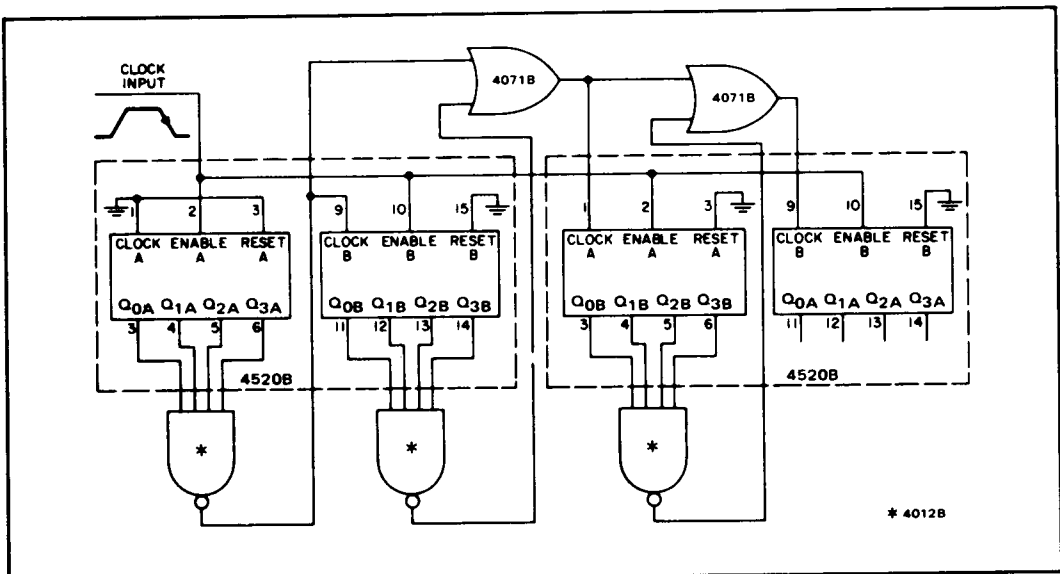 CLOCK
INPUT
4071B
4071B
1 2 3 9 10 15 1 2 3 9 10 15
CLOCK ENABLE RESET
A A A
CLOCK ENABLE RESET
B B B
CLOCK ENABLE RESET
A A A
CLOCK ENABLE RESET
B B B
Q0A Q1A Q2A Q3A
Q0B Q1B Q2B Q3B
Q0B Q1B Q2B Q3B
Q0A Q1A Q2A Q3A
3 4 5 6 11 12 13 14 3 4 5 6 11 12 13 14
4520B
4520B
*
*
*
* 4012B